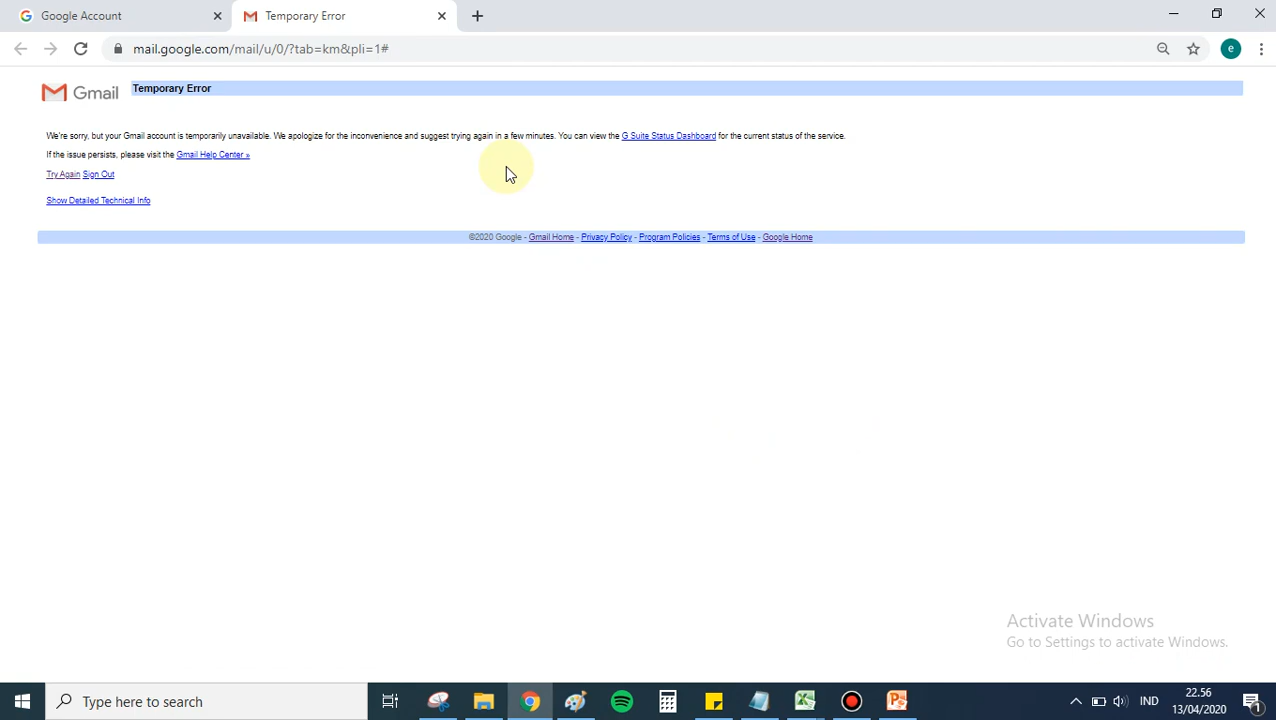 Google Account
Temporary Error
mail.google.com/mail/u/0/?tab=km&pli=1#
e
Gmail
Temporary Error
We're sorry, but your Gmail account is temporarily unavailable. We apologize for the inconvenience and suggest trying again in a few minutes. You can view the G Suite Status Dashboard for the current status of the service.
If the issue persists, please visit the Gmail Help Center »
Try Again Sign Out
Show Detailed Technical Info
©2020 Google - Gmail Home - Privacy Policy - Program Policies - Terms of Use - Google Home
Activate Windows
Go to Settings to activate Windows.
Type here to search
IND
22.56
13/04/2020
1